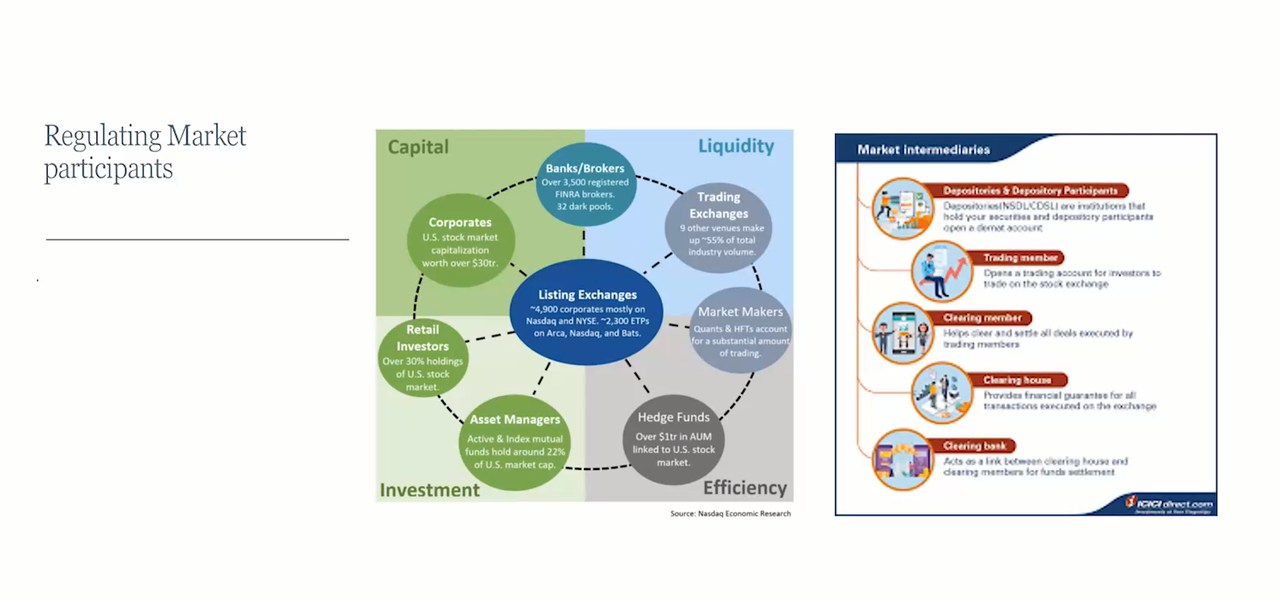 Regulating Market
participants
Capital
Liquidity
Banks/Brokers
Over 3,500 registered
FINRA brokers.
32 dark pools.
Trading
Exchanges
9 other venues make
up ~55% of total
industry volume.
Corporates
U.S. stock market
capitalization
worth over $30tr.
Listing Exchanges
~4,900 corporates mostly on
Nasdaq and NYSE. ~2,300 ETPs
on Arca, Nasdaq, and Bats.
Market Makers
Quants & HFTs account
for a substantial amount
of trading.
Retail
Investors
Over 30% holdings
of U.S. stock
market.
Asset Managers
Active & Index mutual
funds hold around 22%
of U.S. market cap.
Hedge Funds
Over $1tr in AUM
linked to U.S. stock
market.
Investment
Efficiency
Source: Nasdaq Economic Research
Market intermediaries
Depositories & Depository Participants
Depositories(NSDL/CDSL) are institutions that
hold your securities and depository participants
open a demat account
Trading member
Opens a trading account for investors to
trade on the stock exchange
Clearing member
Helps clear and settle all deals executed by
trading members
Clearing house
Provides financial guarantee for all
transactions executed on the exchange
Clearing bank
Acts as a link between clearing house and
clearing members for funds settlement
ICICI direct.com